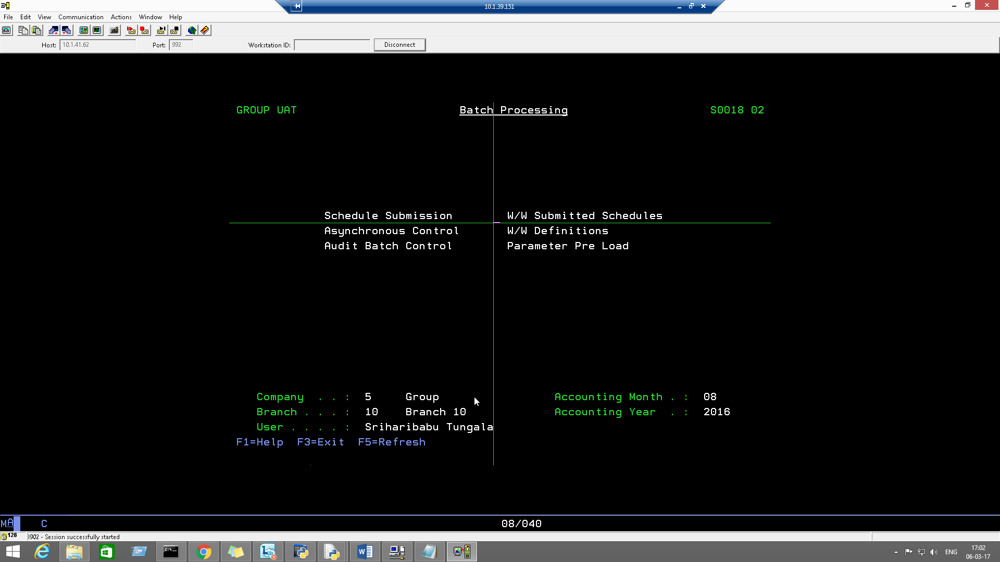 10.1.39.151
File Edit View Communication Actions Window Help
Host: 10.1.41.62 Port: 992 Workstation ID: Disconnect
GROUP UAT Batch Processing S0018 02
Schedule Submission W/W Submitted Schedules
Asynchronous Control W/W Definitions
Audit Batch Control Parameter Pre Load
Company . . : 5 Group Accounting Month . : 08
Branch . . . : 10 Branch 10 Accounting Year . : 2016
User . . . . : Sriharibabu Tungala
F1=Help F3=Exit F5=Refresh
MA C 08/040
128 I902 - Session successfully started
ENG 17:02
06-03-17